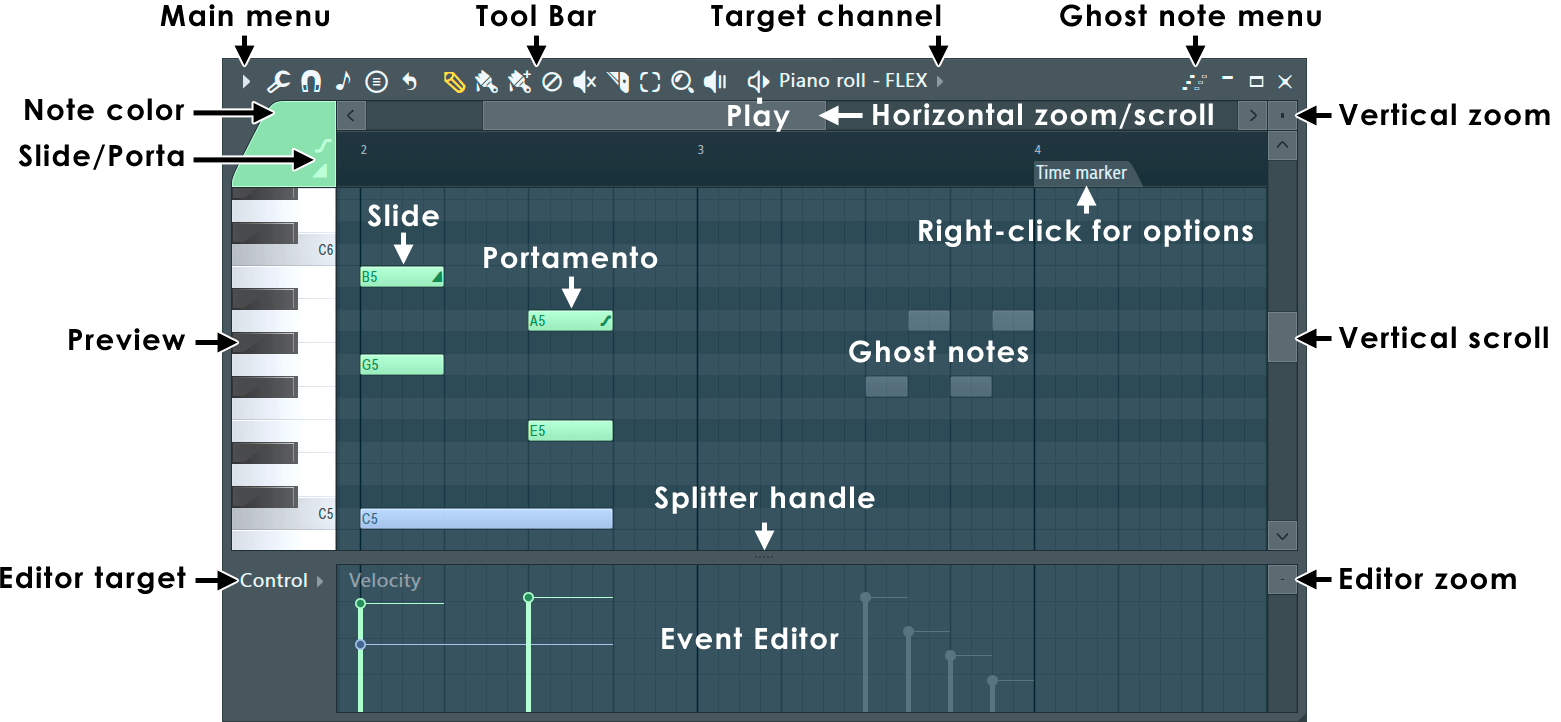 Main menu
Tool Bar
Target channel
Ghost note menu
Piano roll - FLEX
Note color
Play
Horizontal zoom/scroll
Vertical zoom
Slide/Porta
2
3
4
Time marker
Slide
Right-click for options
C6
Portamento
B5
A5
Preview
Ghost notes
Vertical scroll
G5
E5
Splitter handle
C5
C5
Editor target
Control
Velocity
Editor zoom
Event Editor